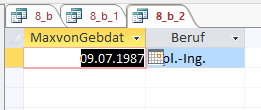 8_b 8_b_1 8_b_2
MaxvonGebdat Beruf
09.07.1987 pl.-Ing.